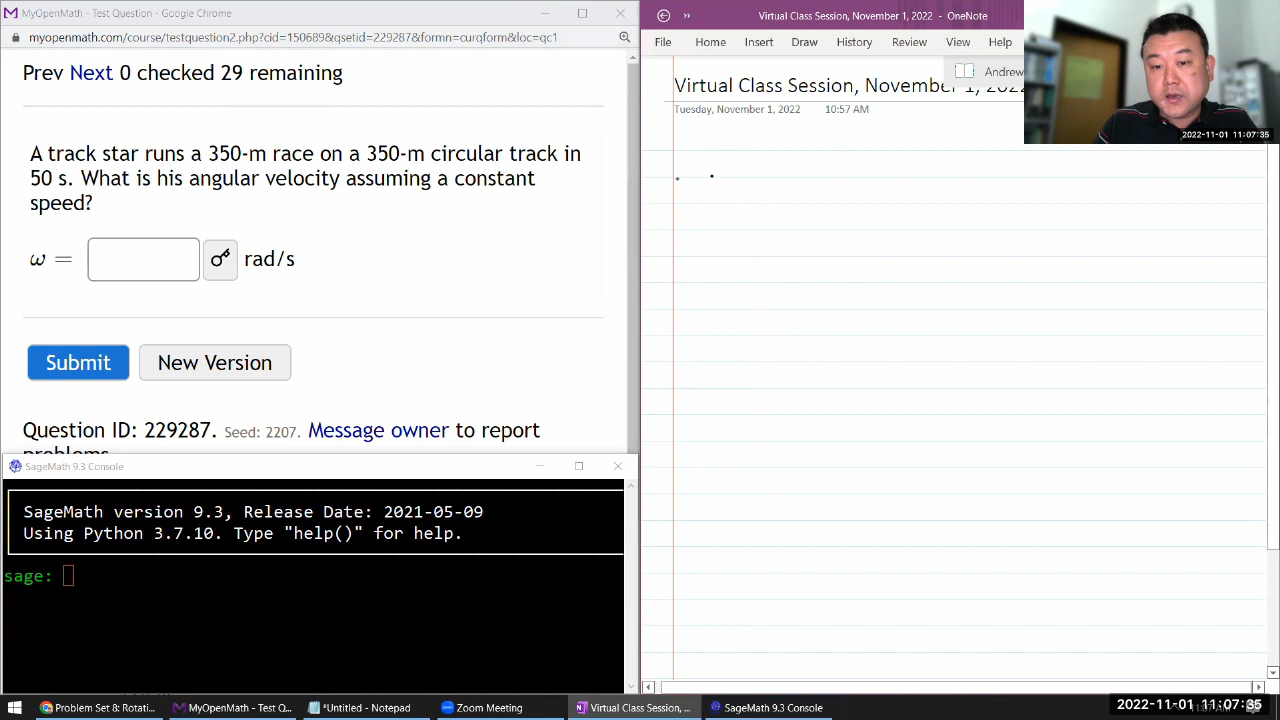 MyOpenMath - Test Question - Google Chrome
myopenmath.com/course/testquestion2.php?cid=150689&qsetid=229287&formn=curqform&loc=qc1
Prev Next 0 checked 29 remaining
A track star runs a 350-m race on a 350-m circular track in
50 s. What is his angular velocity assuming a constant
speed?
ω = rad/s
Submit New Version
Question ID: 229287. Seed: 2207. Message owner to report
problems
SageMath 9.3 Console
SageMath version 9.3, Release Date: 2021-05-09
Using Python 3.7.10. Type "help()" for help.
sage:
Virtual Class Session, November 1, 2022 - OneNote
File Home Insert Draw History Review View Help
Andrew
Virtual Class Session, November 1, 2022
Tuesday, November 1, 2022 10:57 AM
2022-11-01 11:07:35
Problem Set & Rotati... MyOpenMath - Test Q... *Untitled - Notepad Zoom Meeting Virtual Class Session, ... SageMath 9.3 Console
2022-11-01 11:07:35